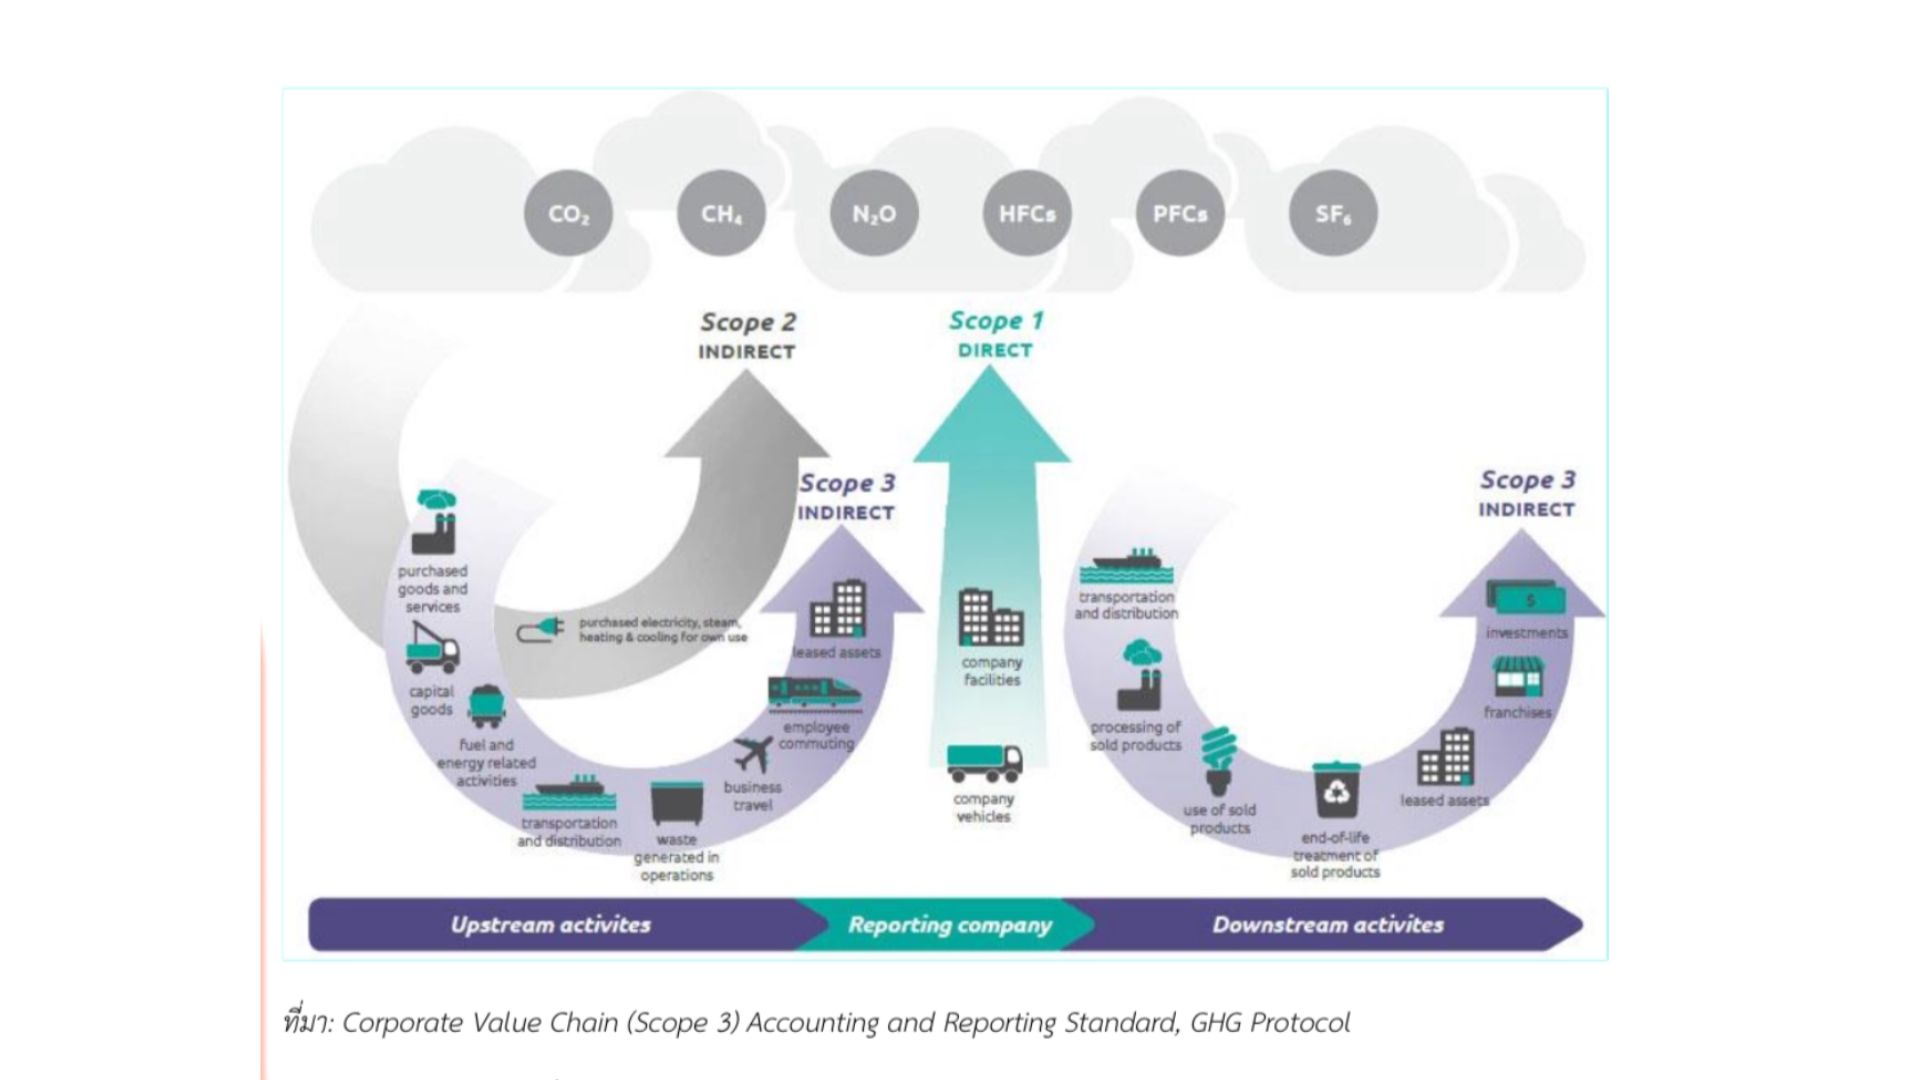 CO₂
CH₄
N₂O
HFCs
PFCs
SF₆
Scope 2
INDIRECT
Scope 1
DIRECT
Scope 3
INDIRECT
Scope 3
INDIRECT
purchased
goods and
services
capital
goods
fuel and
energy related
activities
transportation
and distribution
waste
generated in
operations
business
travel
employee
commuting
leased assets
purchased electricity, steam,
heating & cooling for own use
company
facilities
company
vehicles
transportation
and distribution
processing of
sold products
use of sold
products
end-of-life
treatment of
sold products
leased assets
franchises
$
investments
Upstream activites
Reporting company
Downstream activites
ที่มา: Corporate Value Chain (Scope 3) Accounting and Reporting Standard, GHG Protocol